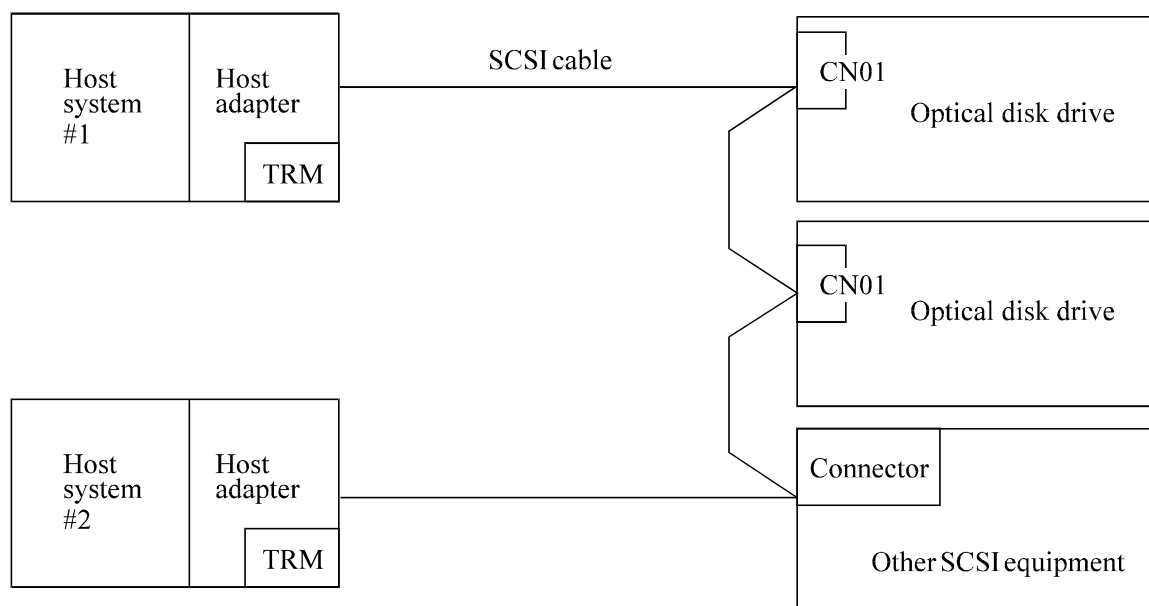 Host
system
#1
Host
adapter
TRM
SCSI cable
CN01
Optical disk drive
CN01
Optical disk drive
Host
system
#2
Host
adapter
TRM
Connector
Other SCSI equipment